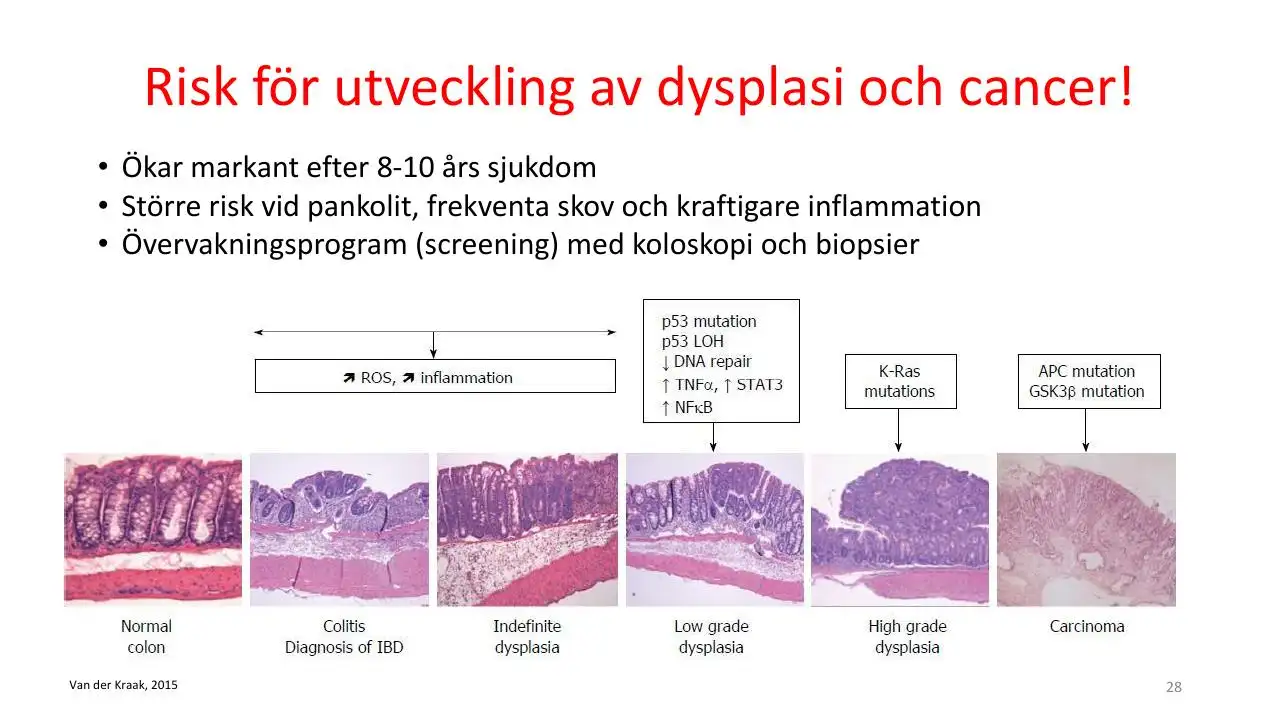 Risk för utveckling av dysplasi och cancer!
• Ökar markant efter 8-10 års sjukdom
• Större risk vid pankolit, frekventa skov och kraftigare inflammation
• Övervakningsprogram (screening) med koloskopi och biopsier
↗ ROS, ↗ inflammation
p53 mutation
p53 LOH
↓ DNA repair
↑ TNFα, ↑ STAT3
↑ NFκB
K-Ras
mutations
APC mutation
GSK3β mutation
Normal
colon
Colitis
Diagnosis of IBD
Indefinite
dysplasia
Low grade
dysplasia
High grade
dysplasia
Carcinoma
Van der Kraak, 2015
28